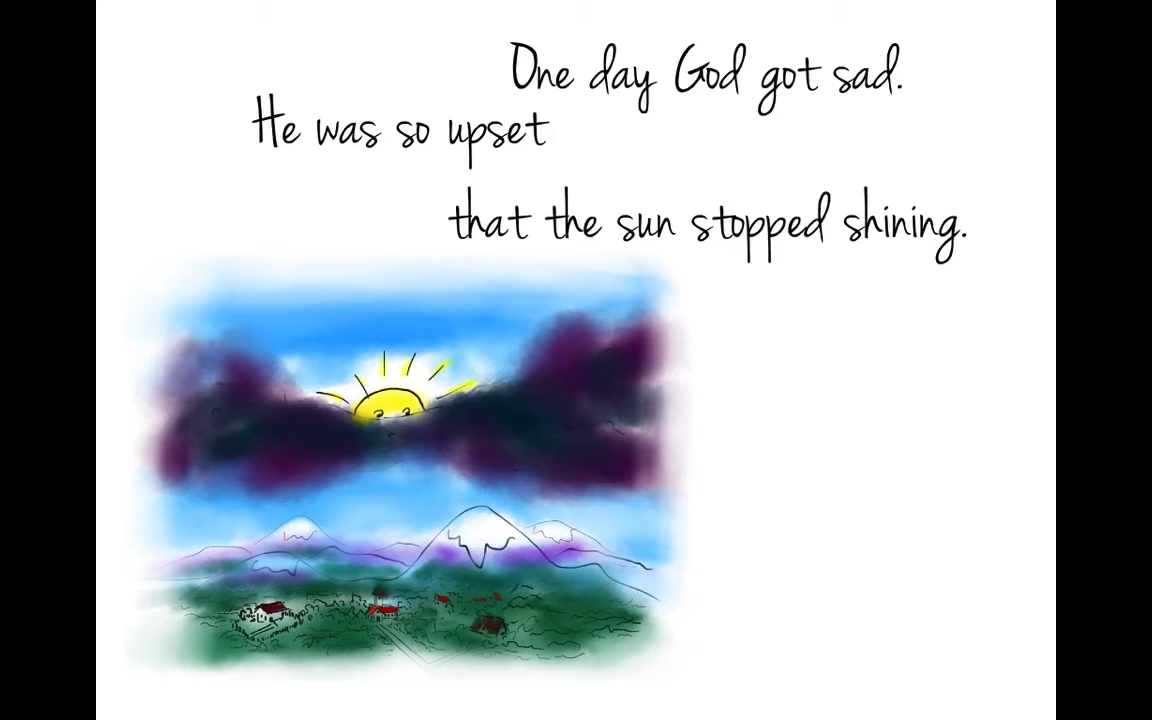 One day God got sad.
He was so upset
that the sun stopped shining.